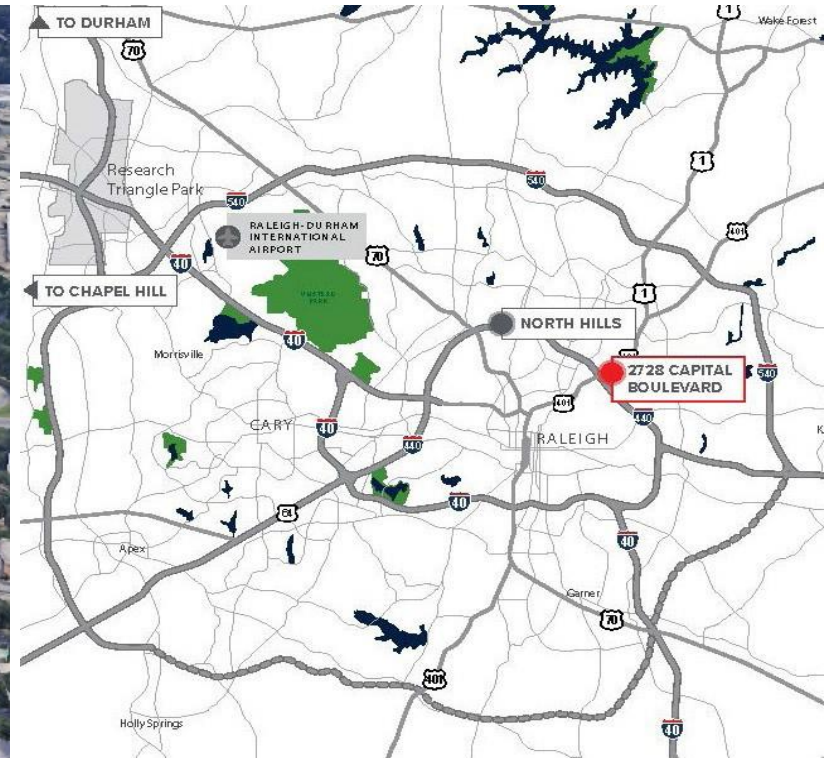 TO DURHAM
70
1
Wake Forest
Research
Triangle Park
1
540
540
RALEIGH-DURHAM
INTERNATIONAL
AIRPORT
401
70
40
TO CHAPEL HILL
1
NORTH HILLS
40
Morrisville
2728 CAPITAL
BOULEVARD
540
401
440
CARY
40
440
RALEIGH
64
40
40
Apex
Garner
70
401
Holly Springs
40